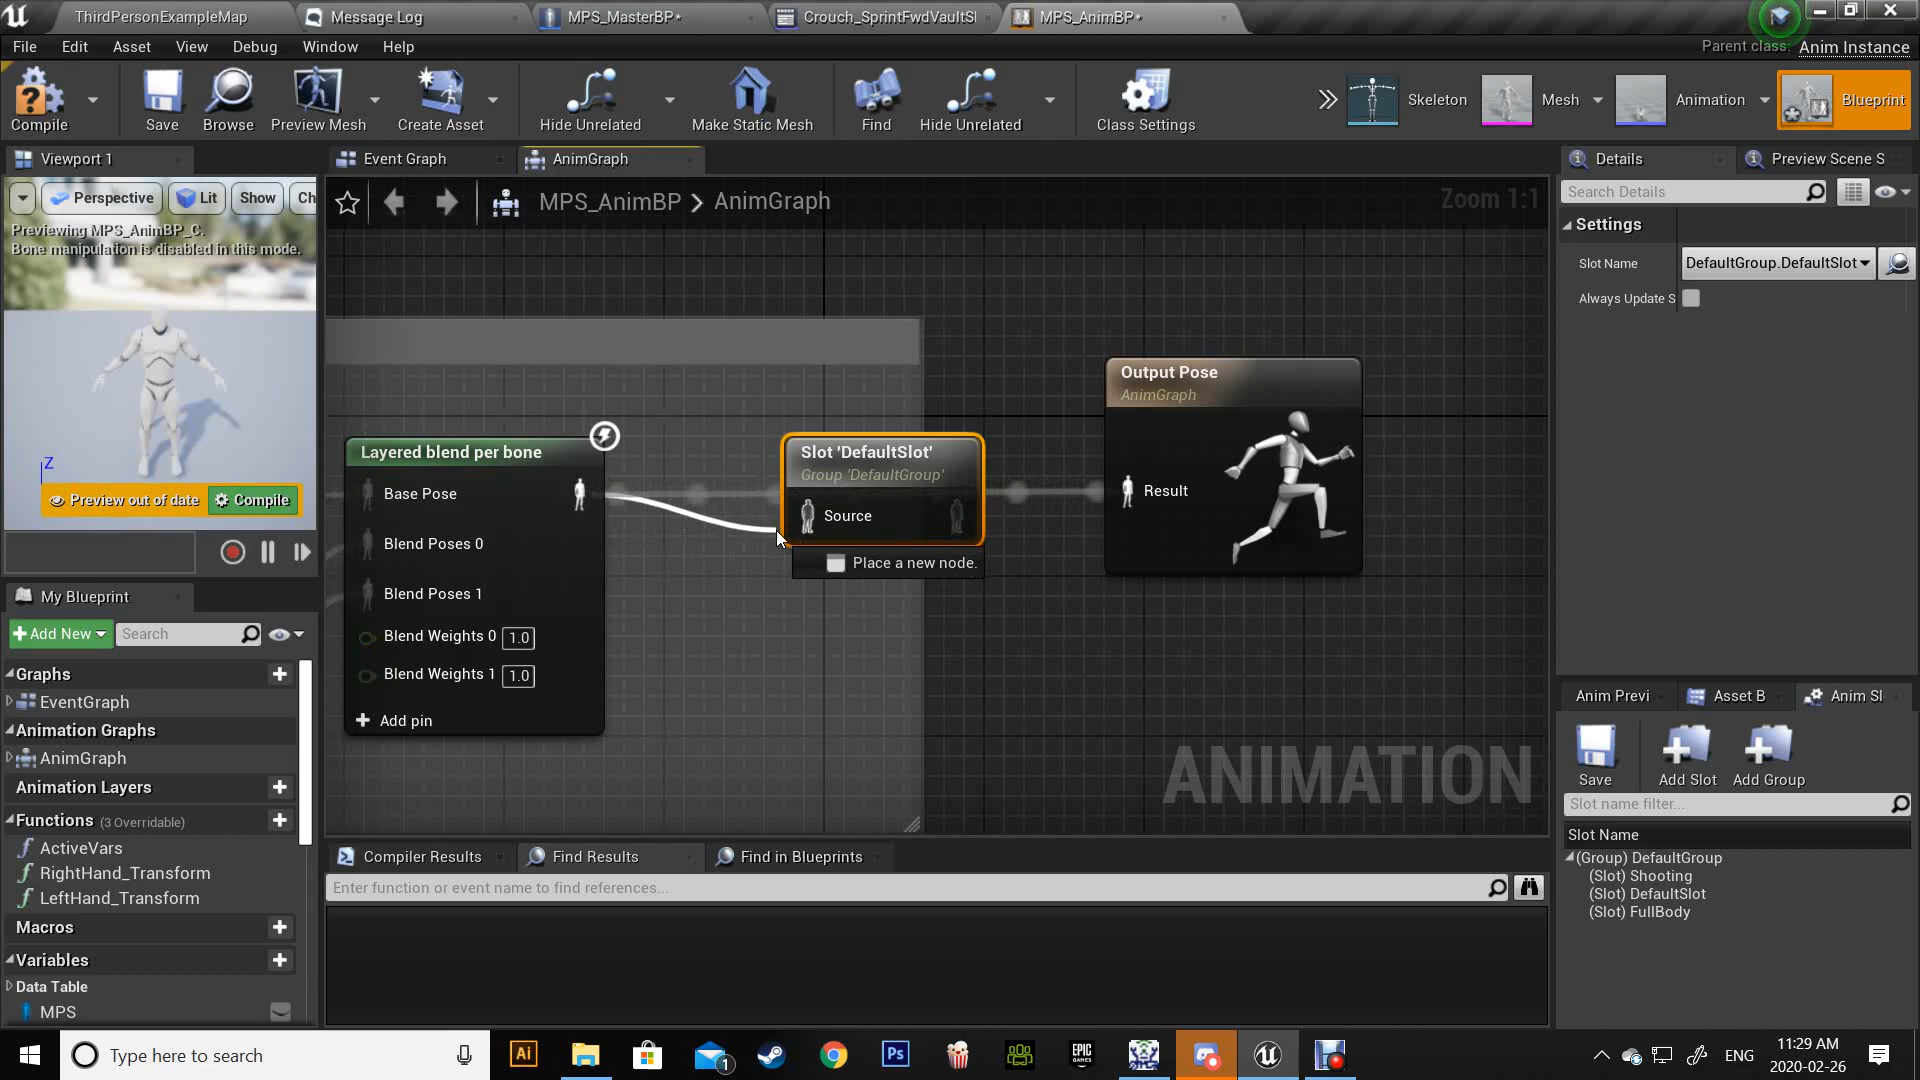 ThirdPersonExampleMap
Message Log
MPS_MasterBP*
Crouch_SprintFwdVaultSl
MPS_AnimBP*
File Edit Asset View Debug Window Help
Parent class: Anim Instance
Compile
Save
Browse
Preview Mesh
Create Asset
Hide Unrelated
Make Static Mesh
Find
Hide Unrelated
Class Settings
Skeleton
Mesh
Animation
Blueprint
Viewport 1
Event Graph
AnimGraph
Details
Preview Scene S
Perspective
Lit
Show
Ch
MPS_AnimBP
AnimGraph
Zoom 1:1
Search Details
Previewing MPS_AnimBP_C.
Bone manipulation is disabled in this mode.
Settings
Slot Name
DefaultGroup.DefaultSlot
Always Update S
Z
Preview out of date
Compile
Layered blend per bone
Base Pose
Blend Poses 0
Blend Poses 1
Blend Weights 0 1.0
Blend Weights 1 1.0
Add pin
Slot 'DefaultSlot'
Group 'DefaultGroup'
Source
Place a new node.
Output Pose
AnimGraph
Result
ANIMATION
My Blueprint
Add New
Search
Graphs
EventGraph
Animation Graphs
AnimGraph
Animation Layers
Functions (3 Overridable)
ActiveVars
RightHand_Transform
LeftHand_Transform
Macros
Variables
Data Table
MPS
Compiler Results
Find Results
Find in Blueprints
Enter function or event name to find references...
Anim Previ
Asset B
Anim Sl
Save
Add Slot
Add Group
Slot name filter...
Slot Name
(Group) DefaultGroup
(Slot) Shooting
(Slot) DefaultSlot
(Slot) FullBody
Type here to search
Ai
1
Ps
EPIC
GAMES
ENG
11:29 AM
2020-02-26